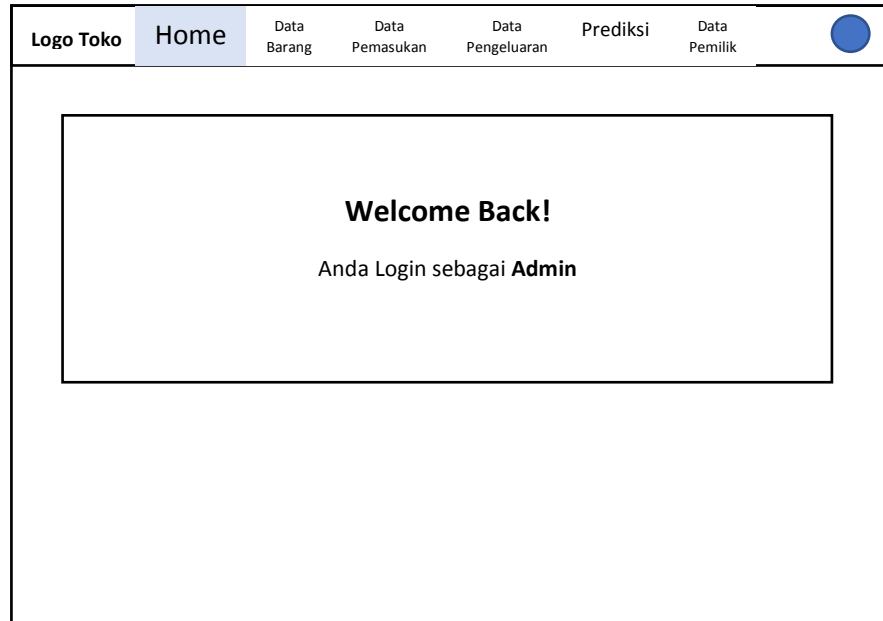 Logo Toko
Home
Data
Barang
Data
Pemasukan
Data
Pengeluaran
Prediksi
Data
Pemilik
Welcome Back!
Anda Login sebagai Admin